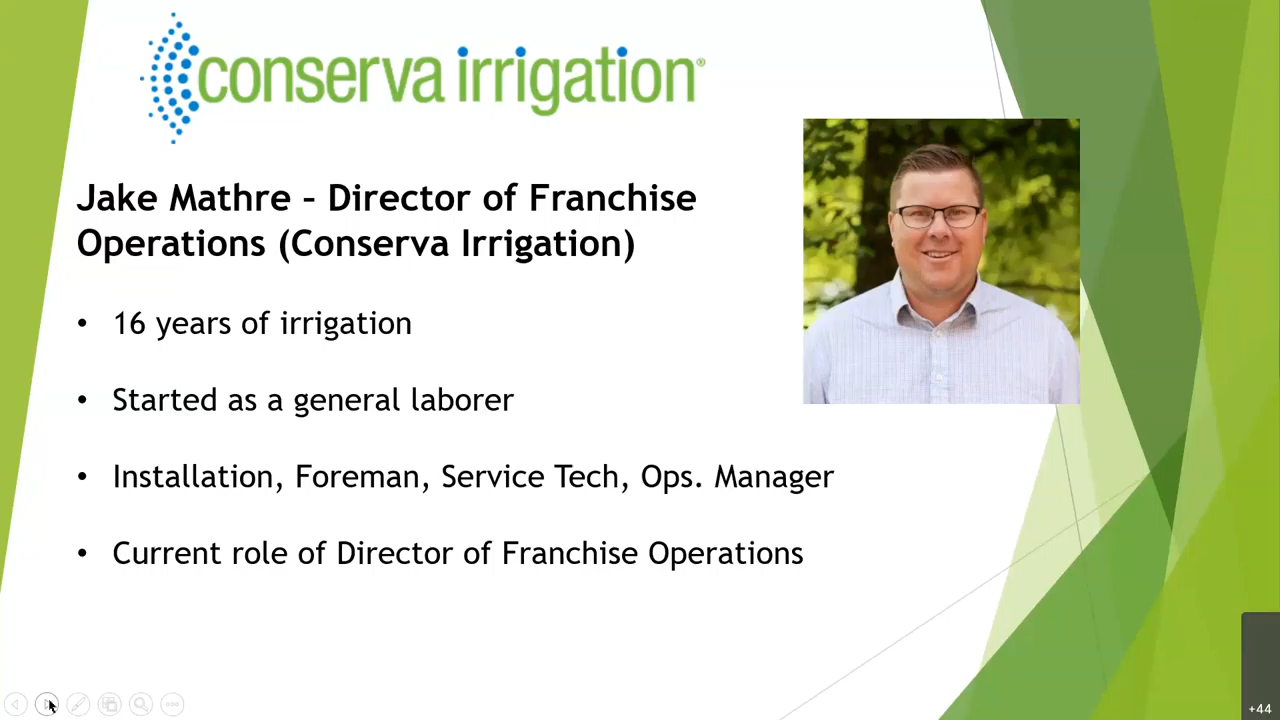 conserva irrigation®
Jake Mathre – Director of Franchise
Operations (Conserva Irrigation)
• 16 years of irrigation
• Started as a general laborer
• Installation, Foreman, Service Tech, Ops. Manager
• Current role of Director of Franchise Operations
+44